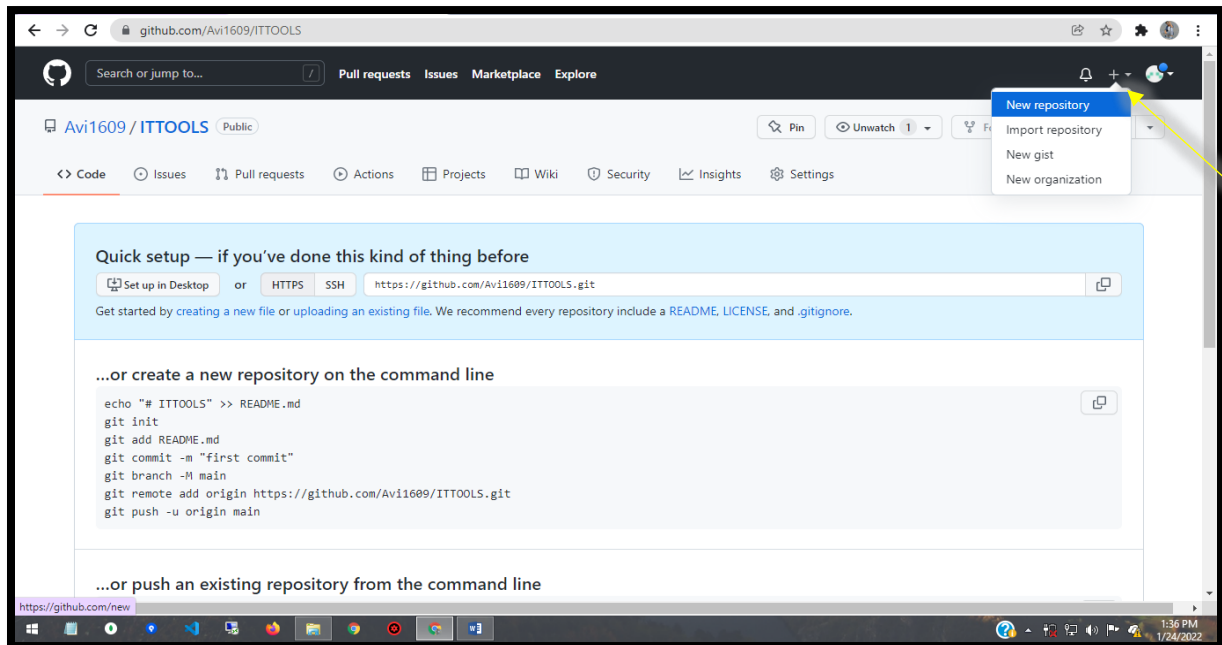 github.com/Avi1609/ITTOOLS
Search or jump to... / Pull requests Issues Marketplace Explore
New repository
Import repository
New gist
New organization
Avi1609 / ITTOOLS Public Pin Unwatch 1
Code Issues Pull requests Actions Projects Wiki Security Insights Settings
Quick setup — if you've done this kind of thing before
Set up in Desktop or HTTPS SSH https://github.com/Avi1609/ITTOOLS.git
Get started by creating a new file or uploading an existing file. We recommend every repository include a README, LICENSE, and .gitignore.
...or create a new repository on the command line
echo "# ITTOOLS" >> README.md
git init
git add README.md
git commit -m "first commit"
git branch -M main
git remote add origin https://github.com/Avi1609/ITTOOLS.git
git push -u origin main
...or push an existing repository from the command line
https://github.com/new
1:36 PM
1/24/2022